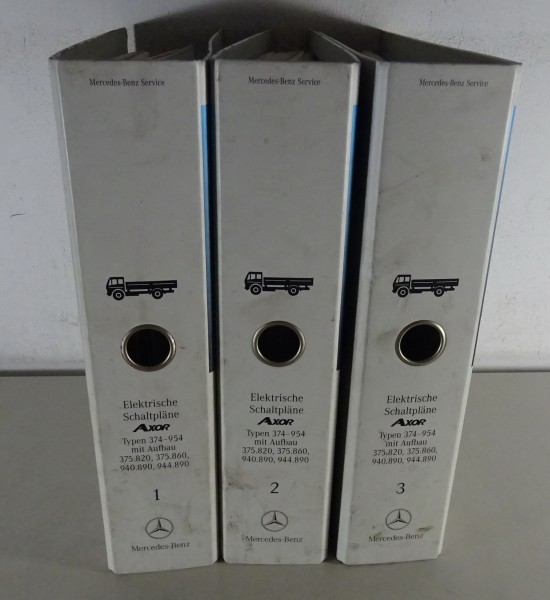 Mercedes-Benz Service
Elektrische
Schaltpläne
AXOR
Typen 374-954
mit Aufbau
375.820, 375.860,
940.890, 944.890
1
Mercedes-Benz
Mercedes-Benz Service
Elektrische
Schaltpläne
AXOR
Typen 374-954
mit Aufbau
375.820, 375.860,
940.890, 944.890
2
Mercedes-Benz
Mercedes-Benz Service
Elektrische
Schaltpläne
AXOR
Typen 374-954
mit Aufbau
375.820, 375.860,
940.890, 944.890
3
Mercedes-Benz